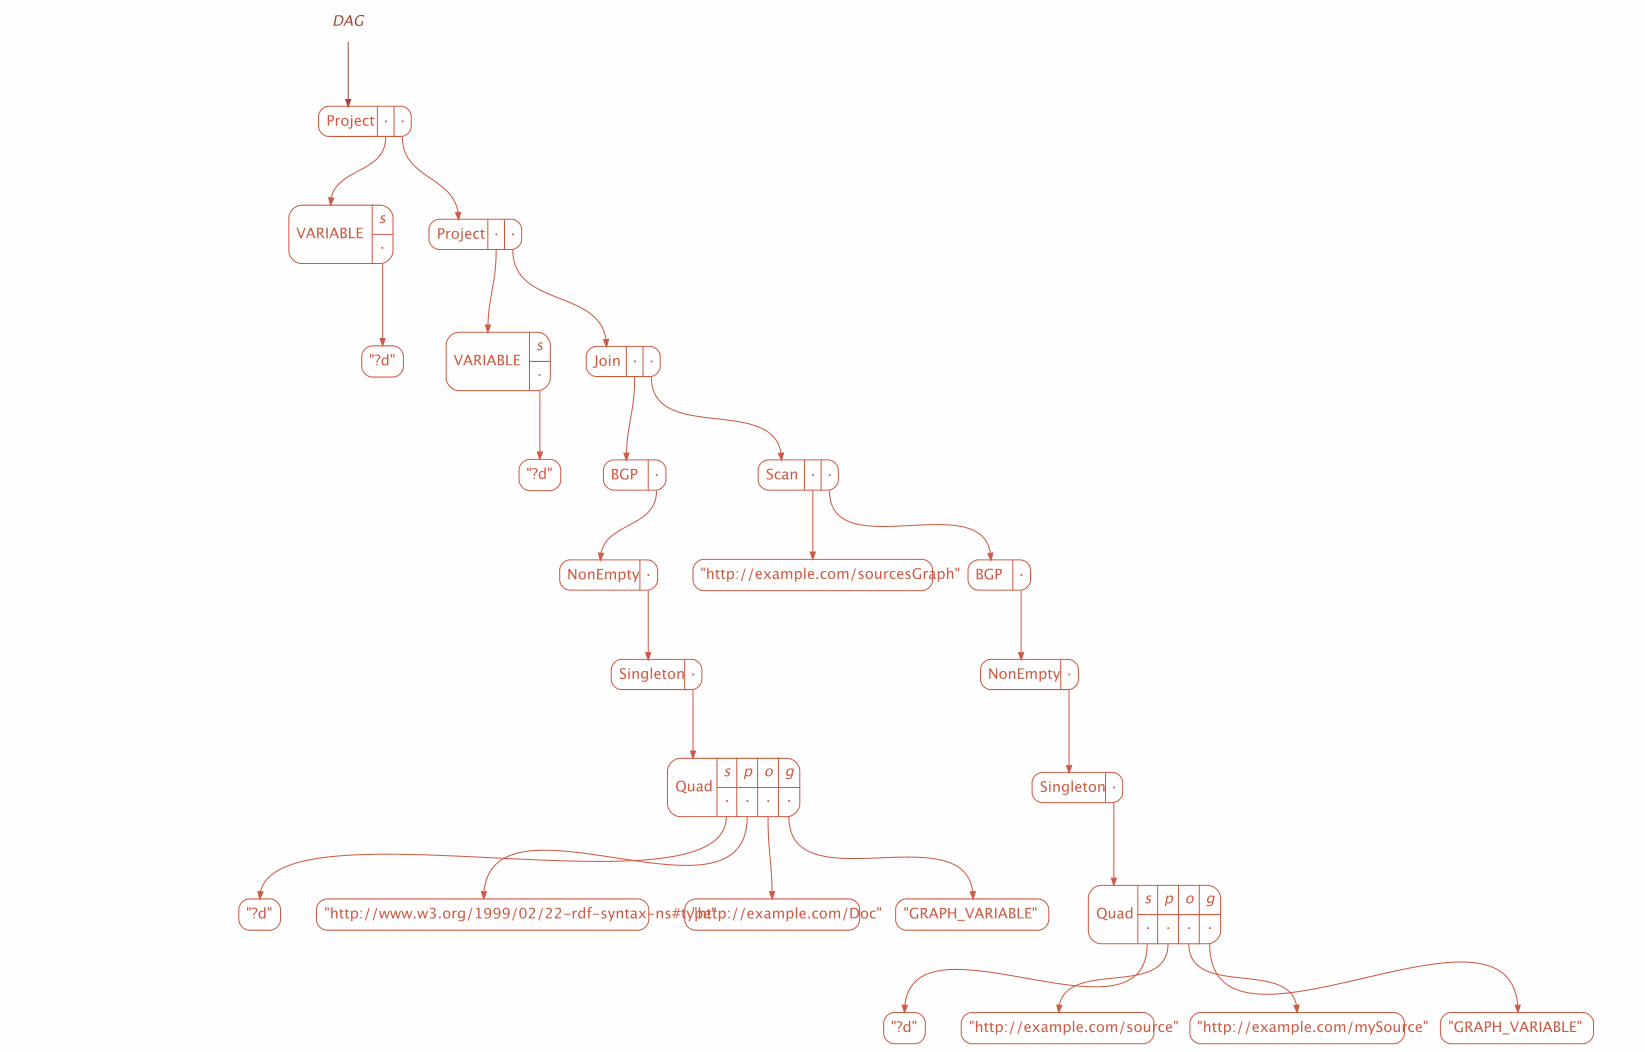 DAG
Project · ·
VARIABLE s ·
Project · ·
"?d"
VARIABLE s ·
Join · ·
"?d"
BGP ·
Scan · ·
NonEmpty ·
"http://example.com/sourcesGraph"
BGP ·
Singleton ·
NonEmpty ·
Quad s p o g · · · ·
Singleton ·
"?d"
"http://www.w3.org/1999/02/22-rdf-syntax-ns#type"
"http://example.com/Doc"
"GRAPH_VARIABLE"
Quad s p o g · · · ·
"?d"
"http://example.com/source"
"http://example.com/mySource"
"GRAPH_VARIABLE"